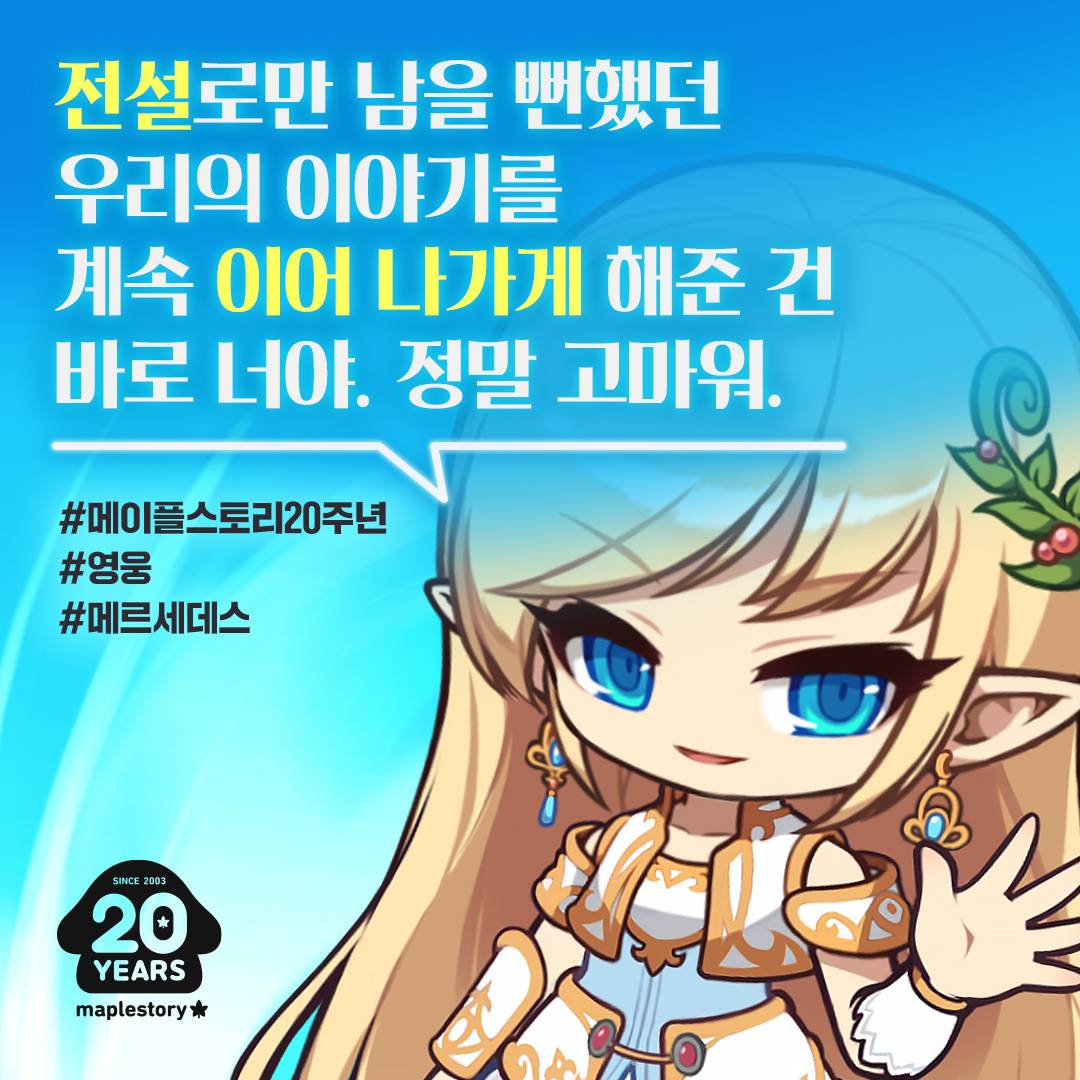 전설로만 남을 뻔했던
우리의 이야기를
계속 이어 나가게 해준 건
바로 너야. 정말 고마워.
#메이플스토리20주년
#영웅
#메르세데스
SINCE 2003
20
YEARS
maplestory